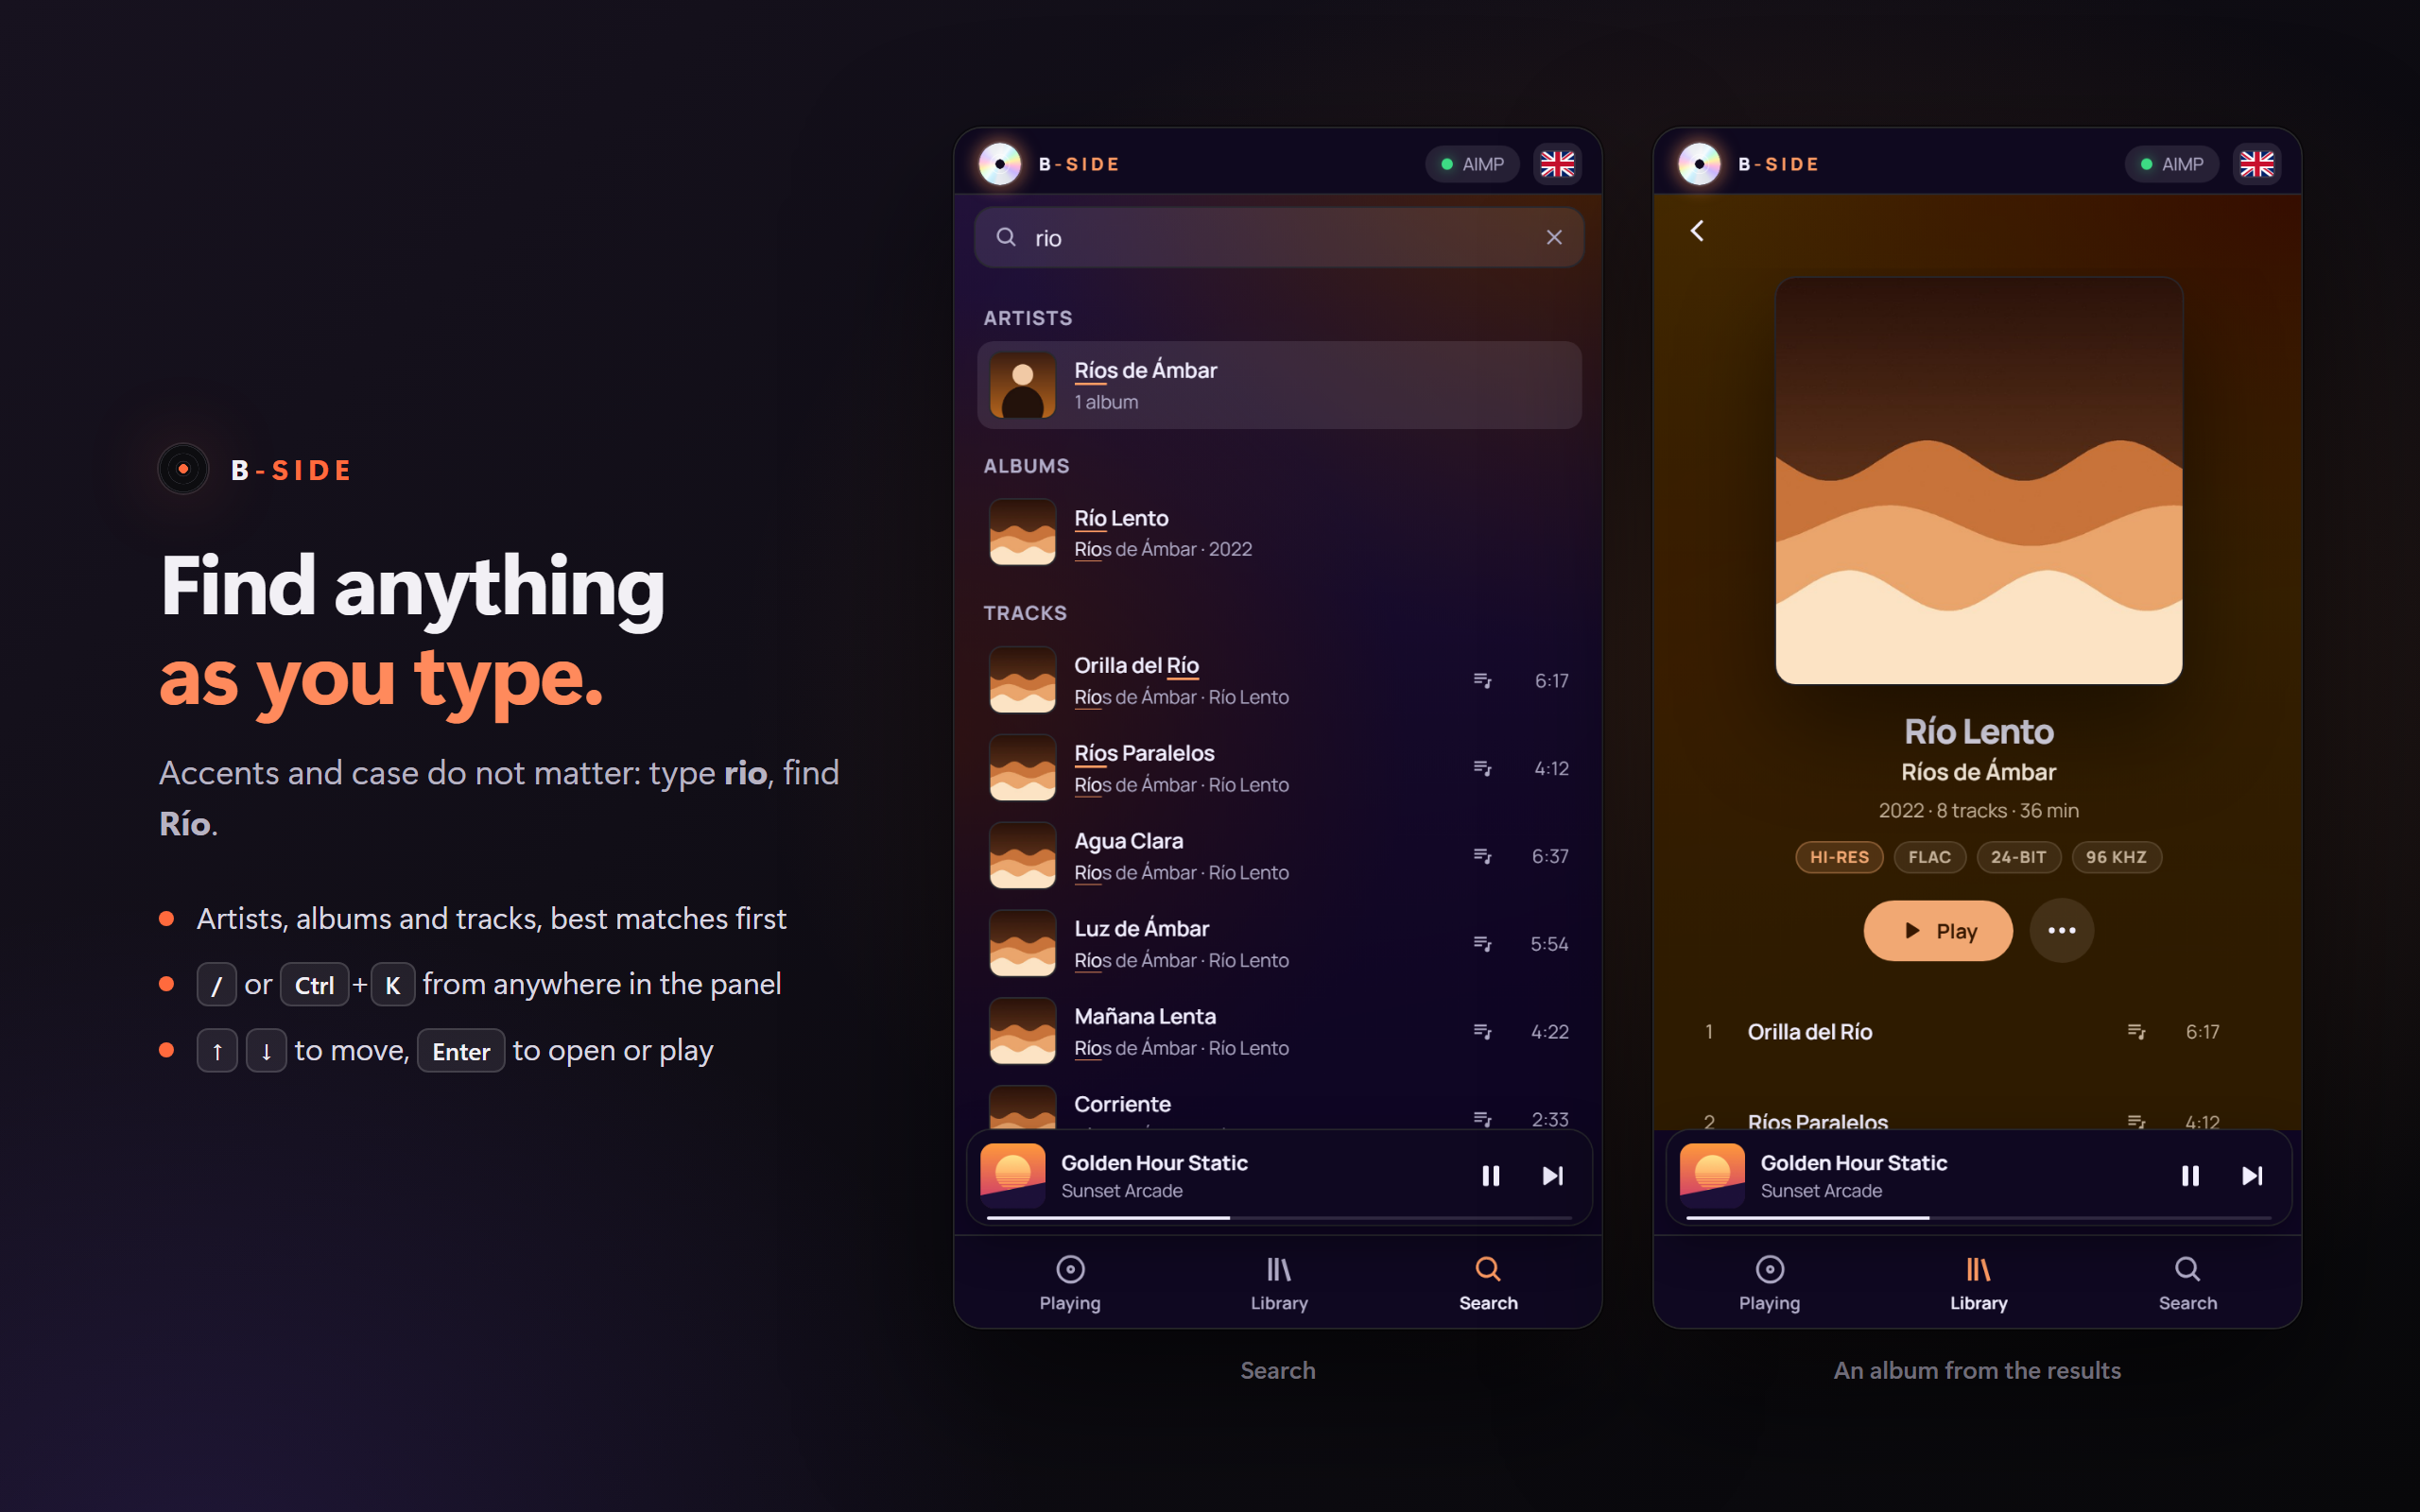 B-SIDE
Find anything
as you type.
Accents and case do not matter: type rio, find
Río.
Artists, albums and tracks, best matches first
/ or Ctrl+K from anywhere in the panel
↑ ↓ to move, Enter to open or play
B-SIDE
AIMP
rio
ARTISTS
Ríos de Ámbar
1 album
ALBUMS
Río Lento
Ríos de Ámbar · 2022
TRACKS
Orilla del Río
Ríos de Ámbar · Río Lento
6:17
Ríos Paralelos
Ríos de Ámbar · Río Lento
4:12
Agua Clara
Ríos de Ámbar · Río Lento
6:37
Luz de Ámbar
Ríos de Ámbar · Río Lento
5:54
Mañana Lenta
Ríos de Ámbar · Río Lento
4:22
Corriente
2:33
Golden Hour Static
Sunset Arcade
Playing
Library
Search
Search
B-SIDE
AIMP
Río Lento
Ríos de Ámbar
2022 · 8 tracks · 36 min
HI-RES FLAC 24-BIT 96 KHZ
Play
1 Orilla del Río 6:17
2 Ríos Paralelos 4:12
Golden Hour Static
Sunset Arcade
Playing
Library
Search
An album from the results